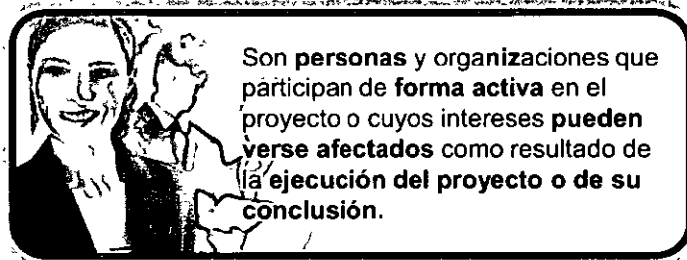 Son personas y organizaciones que
participan de forma activa en el
proyecto o cuyos intereses pueden
verse afectados como resultado de
la ejecución del proyecto o de su
conclusión.